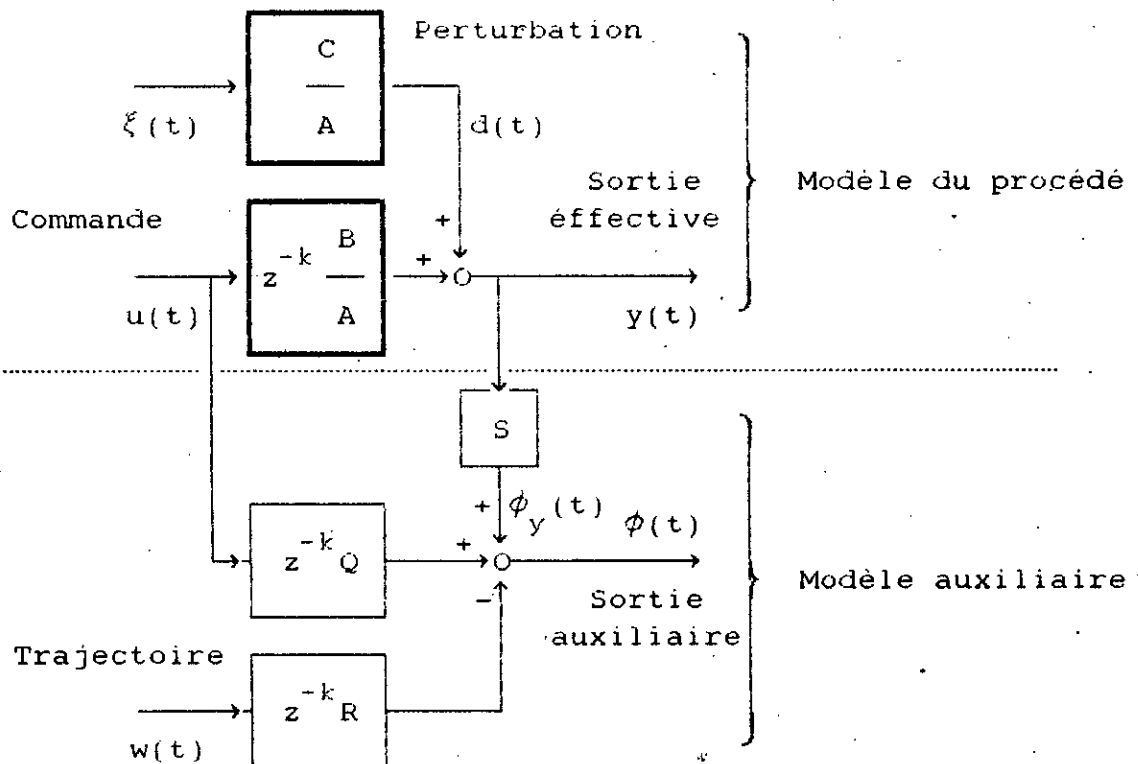 Perturbation
C
A
ξ(t)
d(t)
Sortie
éffective
Modèle du procédé
Commande
+
z^-k B
A
+
u(t)
y(t)
S
+
ϕ_y(t)
ϕ(t)
z^-k Q
+
-
Sortie
auxiliaire
Modèle auxiliaire
Trajectoire
z^-k R
w(t)